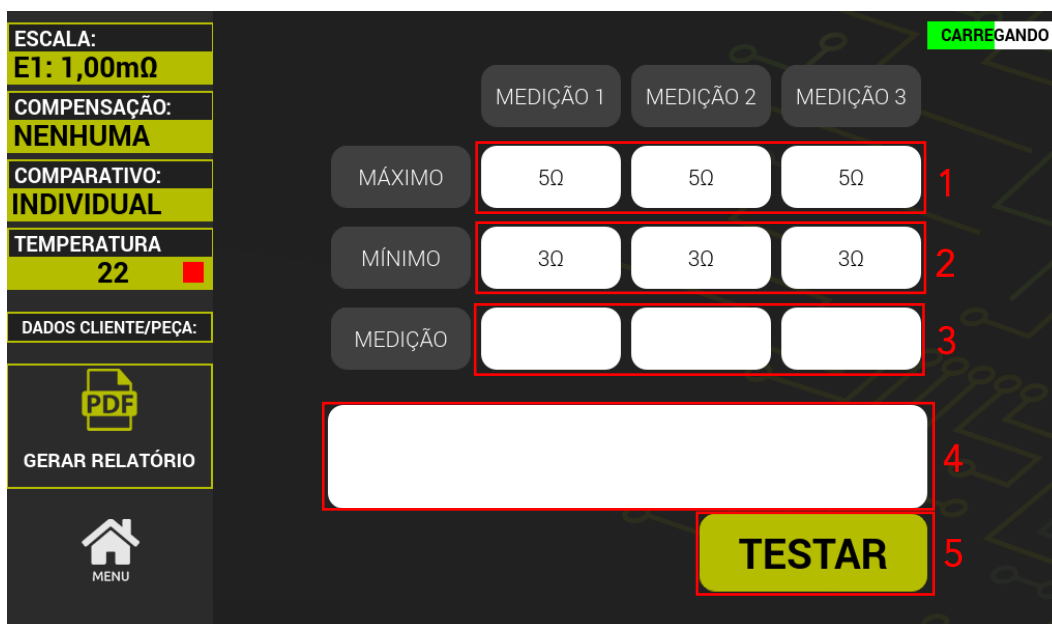 ESCALA:
E1: 1,00mΩ
COMPENSAÇÃO:
NENHUMA
COMPARATIVO:
INDIVIDUAL
TEMPERATURA
22
DADOS CLIENTE/PEÇA:
PDF
GERAR RELATÓRIO
MENU
CARREGANDO
MEDIÇÃO 1 MEDIÇÃO 2 MEDIÇÃO 3
MÁXIMO 5Ω 5Ω 5Ω 1
MÍNIMO 3Ω 3Ω 3Ω 2
MEDIÇÃO 3
4
TESTAR 5